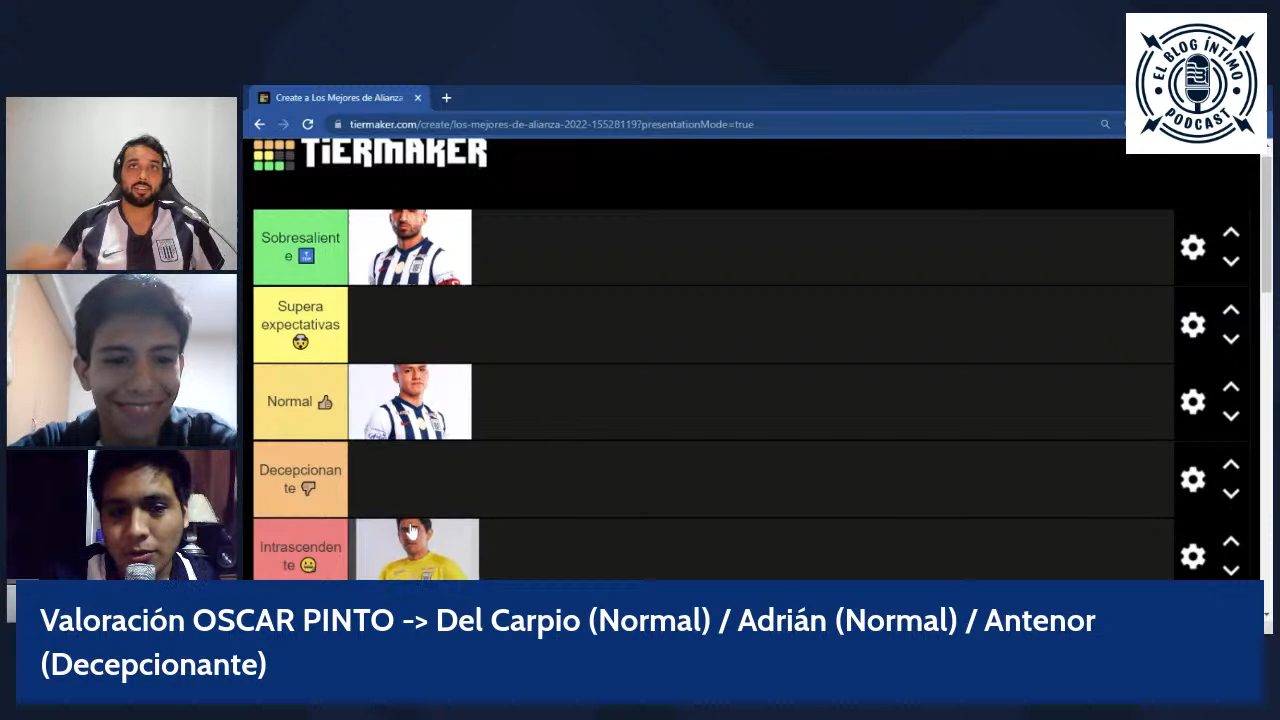 EL BLOG ÍNTIMO
PODCAST
Create a Los Mejores de Alianza
tiermaker.com/create/los-mejores-de-alianza-2022-15528119?presentationMode=true
TiERMAKER
Sobresalient
e 🔝
Supera
expectativas
🤯
Normal 👍
Decepcionan
te 👎
Intrascenden
te 🤐
Valoración OSCAR PINTO -> Del Carpio (Normal) / Adrián (Normal) / Antenor
(Decepcionante)